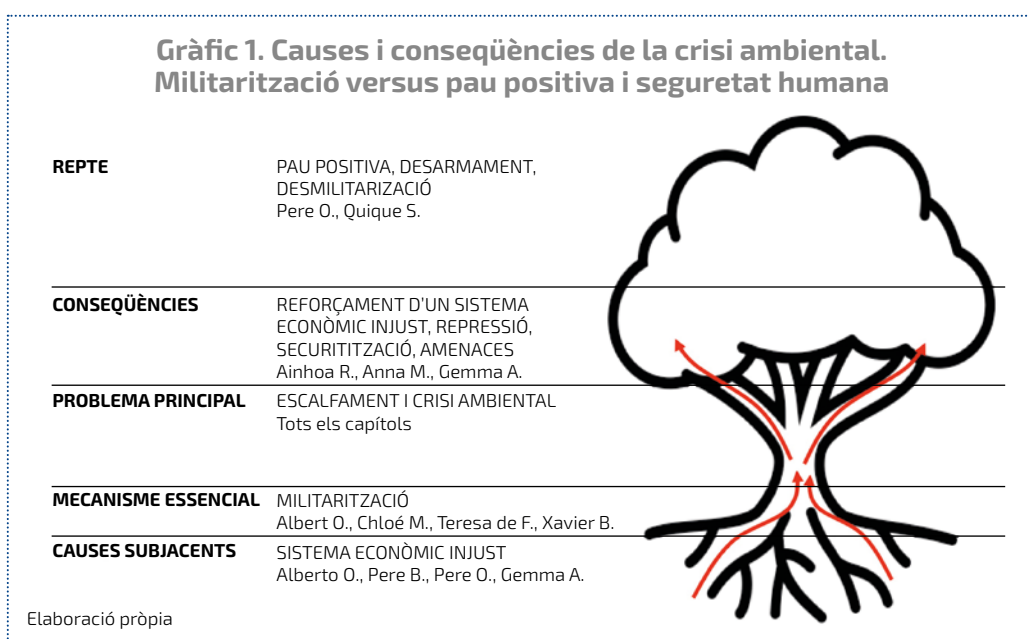 Gràfic 1. Causes i conseqüències de la crisi ambiental.
Militarització versus pau positiva i seguretat humana
REPTE
PAU POSITIVA, DESARMAMENT,
DESMILITARIZACIÓ
Pere O., Quique S.
CONSEQÜÈNCIES
REFORÇAMENT D'UN SISTEMA
ECONÒMIC INJUST, REPRESSIÓ,
SECURITITZACIÓ, AMENACES
Ainhoa R., Anna M., Gemma A.
PROBLEMA PRINCIPAL
ESCALFAMENT I CRISI AMBIENTAL
Tots els capítols
MECANISME ESSENCIAL
MILITARITZACIÓ
Albert O., Chloé M., Teresa de F., Xavier B.
CAUSES SUBJACENTS
SISTEMA ECONÒMIC INJUST
Alberto O., Pere B., Pere O., Gemma A.
Elaboració pròpia